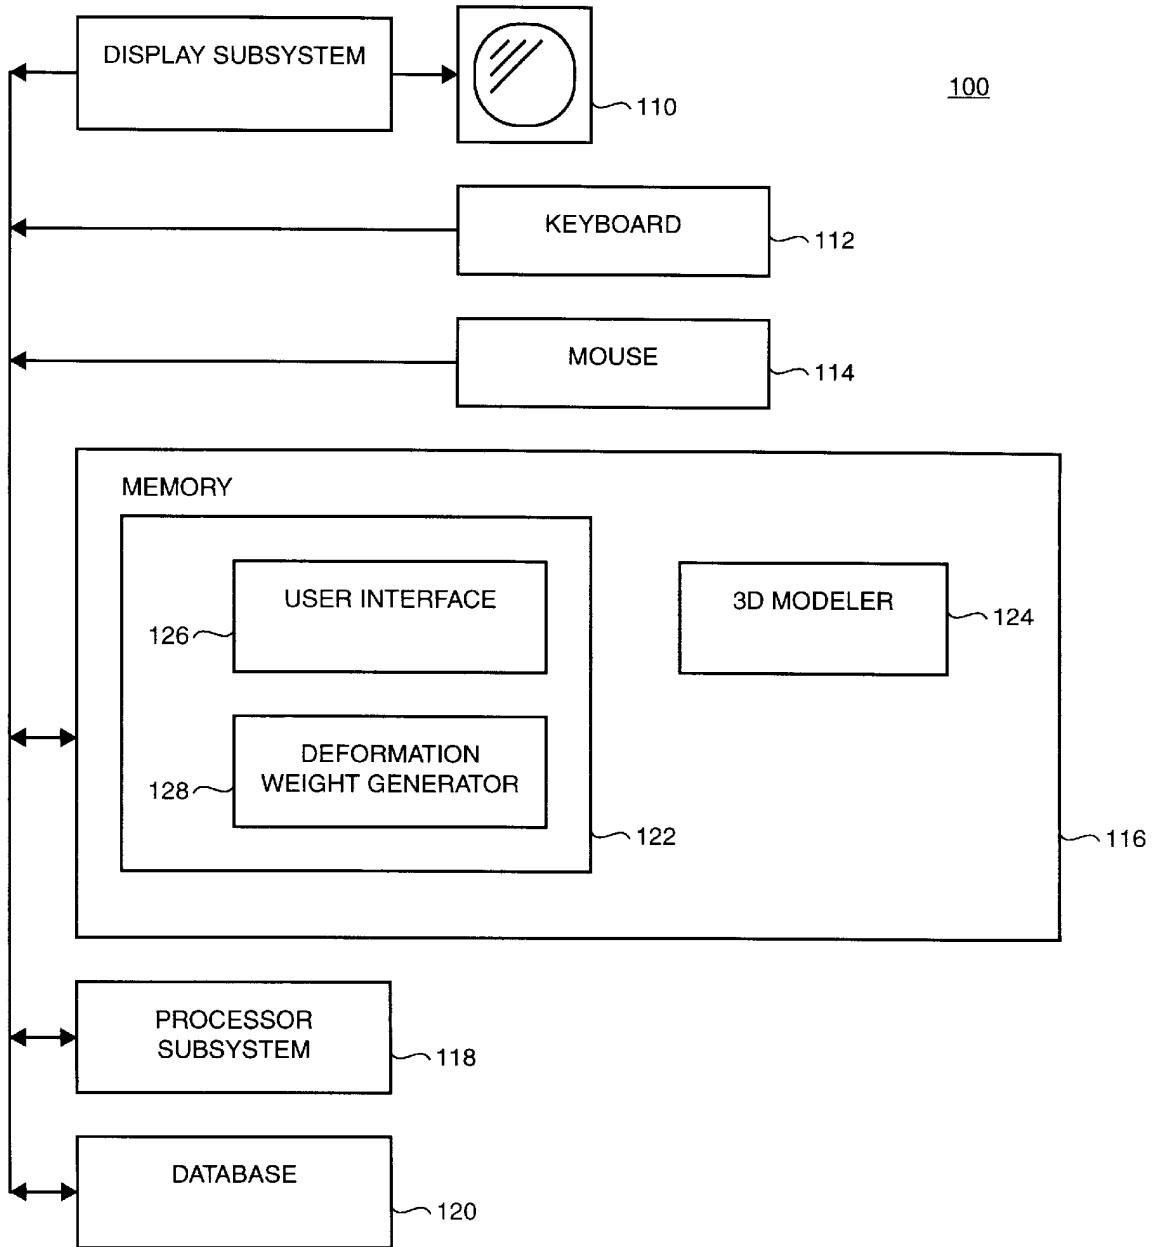 DISPLAY SUBSYSTEM
110
100
KEYBOARD
112
MOUSE
114
MEMORY
USER INTERFACE
126
3D MODELER
124
DEFORMATION
WEIGHT GENERATOR
128
122
116
PROCESSOR
SUBSYSTEM
118
DATABASE
120